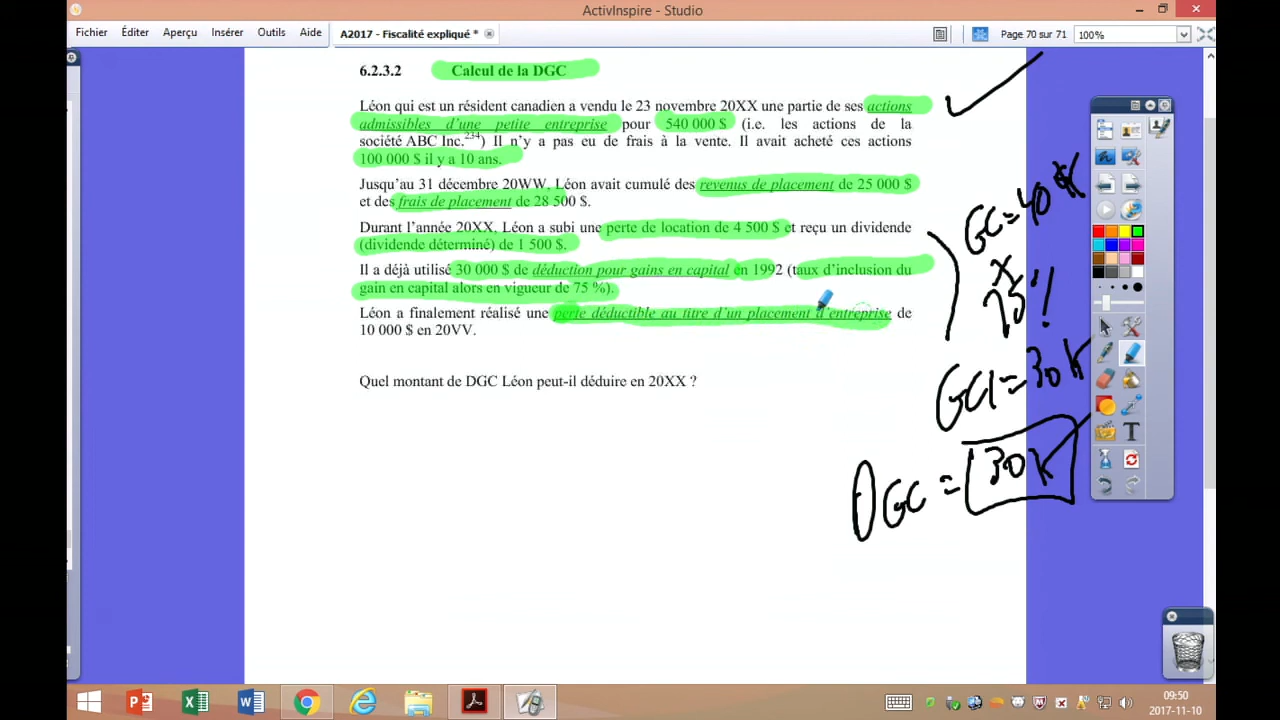 ActivInspire - Studio
Fichier Éditer Aperçu Insérer Outils Aide
A2017 - Fiscalité expliqué *
Page 70 sur 71
100%
6.2.3.2 Calcul de la DGC
Léon qui est un résident canadien a vendu le 23 novembre 20XX une partie de ses actions
admissibles d'une petite entreprise pour 540 000 $ (i.e. les actions de la
société ABC Inc.) Il n'y a pas eu de frais à la vente. Il avait acheté ces actions
100 000 $ il y a 10 ans.
Jusqu'au 31 décembre 20WW, Léon avait cumulé des revenus de placement de 25 000 $
et des frais de placement de 28 500 $.
Durant l'année 20XX, Léon a subi une perte de location de 4 500 $ et reçu un dividende
(dividende déterminé) de 1 500 $.
Il a déjà utilisé 30 000 $ de déduction pour gains en capital en 1992 (taux d'inclusion du
gain en capital alors en vigueur de 75 %).
Léon a finalement réalisé une perte déductible au titre d'un placement d'entreprise de
10 000 $ en 20VV.
Quel montant de DGC Léon peut-il déduire en 20XX ?
GC=40
x
75
GCI=30K
DGC=30K
T
09:50
2017-11-10